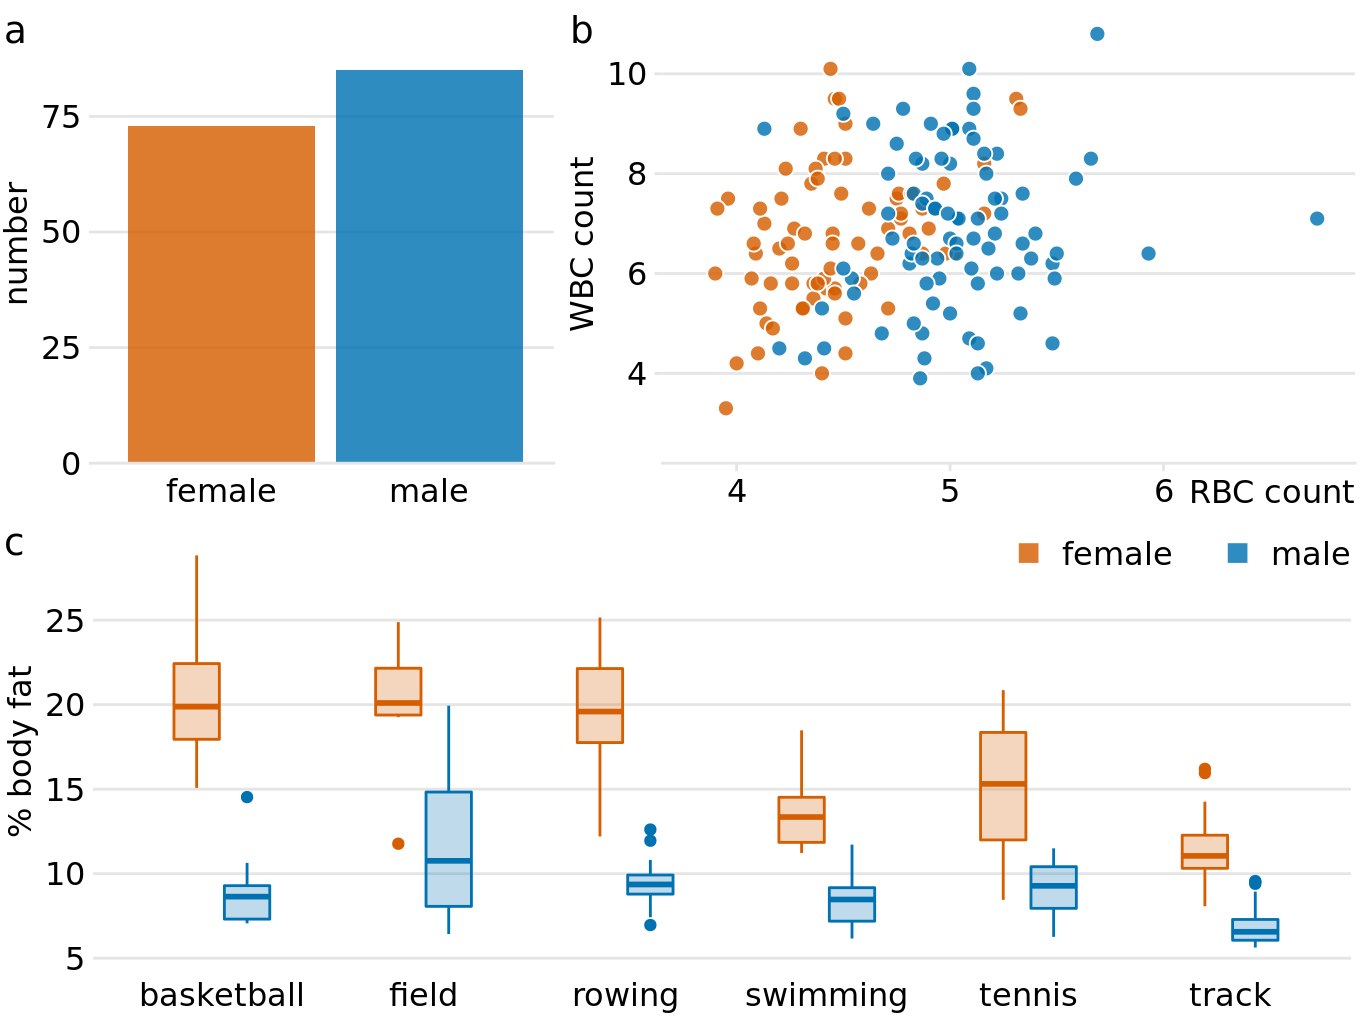 a
75
50
25
0
number
female male
b
10
8
6
4
WBC count
4 5 6 RBC count
c
female male
25
20
15
10
5
% body fat
basketball field rowing swimming tennis track